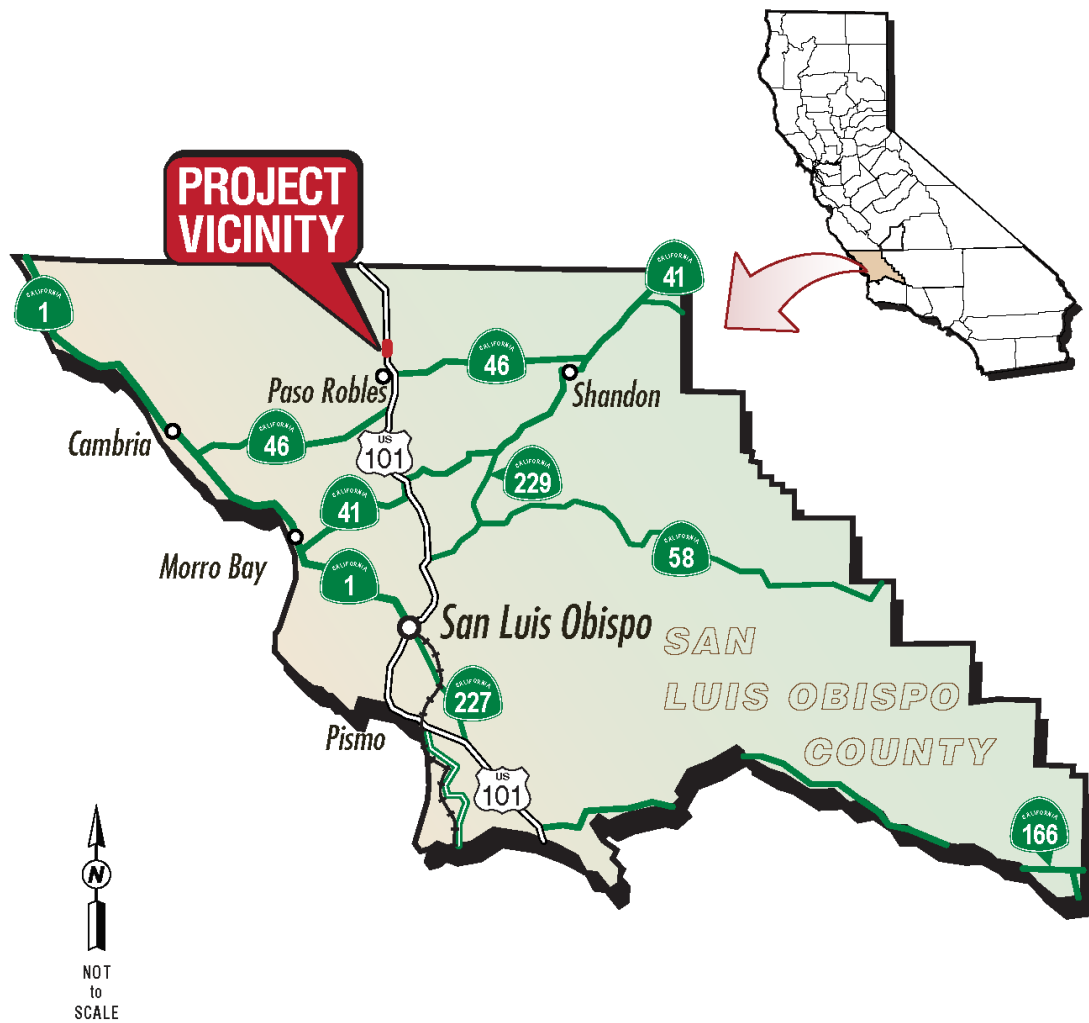 PROJECT
VICINITY
CALIFORNIA
41
CALIFORNIA
1
CALIFORNIA
46
Paso Robles
Shandon
Cambria
CALIFORNIA
46
US
101
CALIFORNIA
229
CALIFORNIA
41
CALIFORNIA
58
Morro Bay
CALIFORNIA
1
San Luis Obispo
SAN
LUIS OBISPO
COUNTY
CALIFORNIA
227
Pismo
US
101
CALIFORNIA
166
N
NOT
to
SCALE